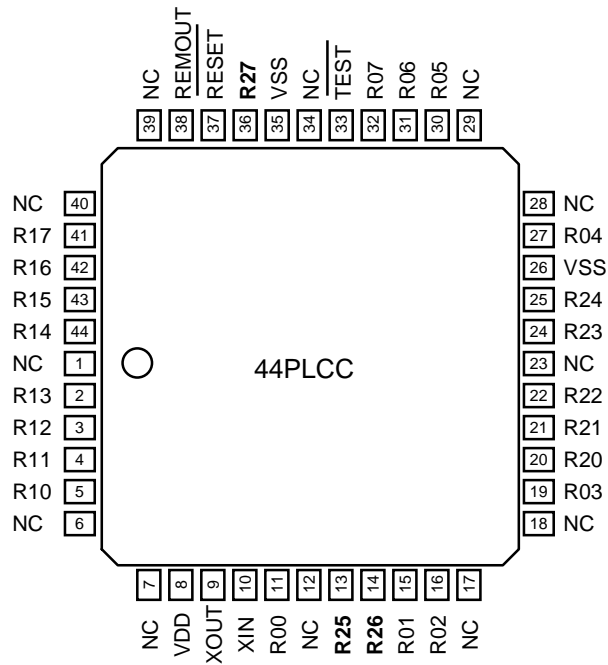 NC REMOUT RESET R27 VSS NC TEST R07 R06 R05 NC
39 38 37 36 35 34 33 32 31 30 29
NC 40
R17 41
R16 42
R15 43
R14 44
NC 1
R13 2
R12 3
R11 4
R10 5
NC 6
44PLCC
28 NC
27 R04
26 VSS
25 R24
24 R23
23 NC
22 R22
21 R21
20 R20
19 R03
18 NC
7 8 9 10 11 12 13 14 15 16 17
NC VDD XOUT XIN R00 NC R25 R26 R01 R02 NC